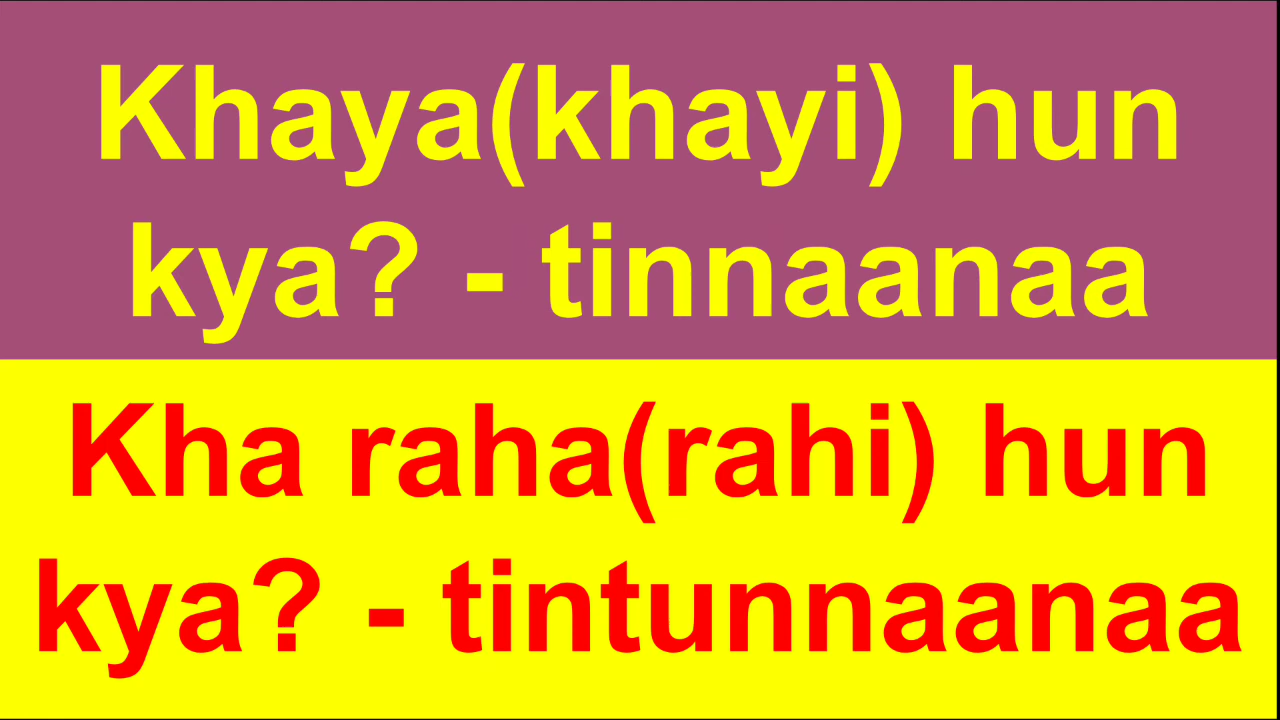 Khaya(khayi) hun
kya? - tinnaanaa
Kha raha(rahi) hun
kya? - tintunnaanaa